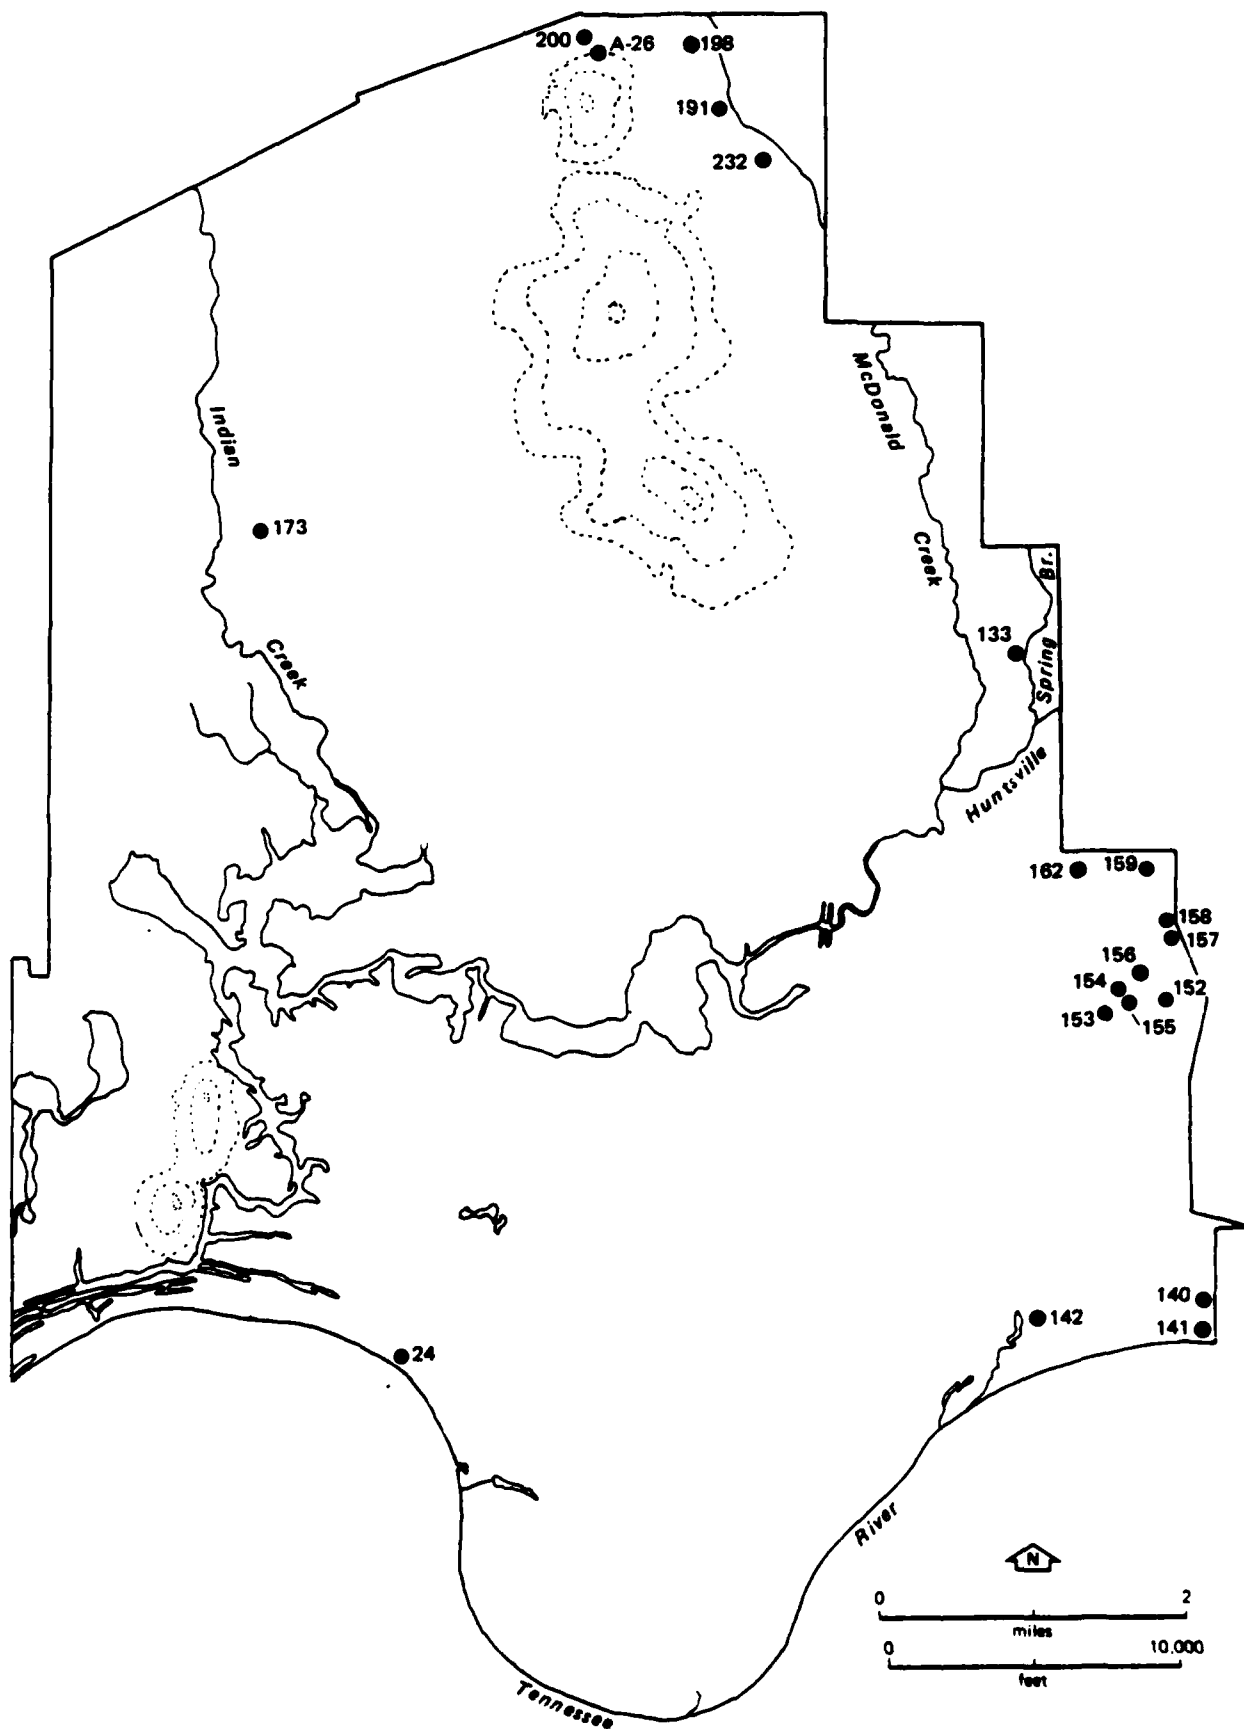 200
A-26
198
191
232
McDonald
Indian
173
Creek
Br.
133
Creek
Spring
Huntsville
162
159
158
157
156
154
152
153
155
140
142
141
24
River
N
0 2
miles
0 10,000
feet
Tennessee